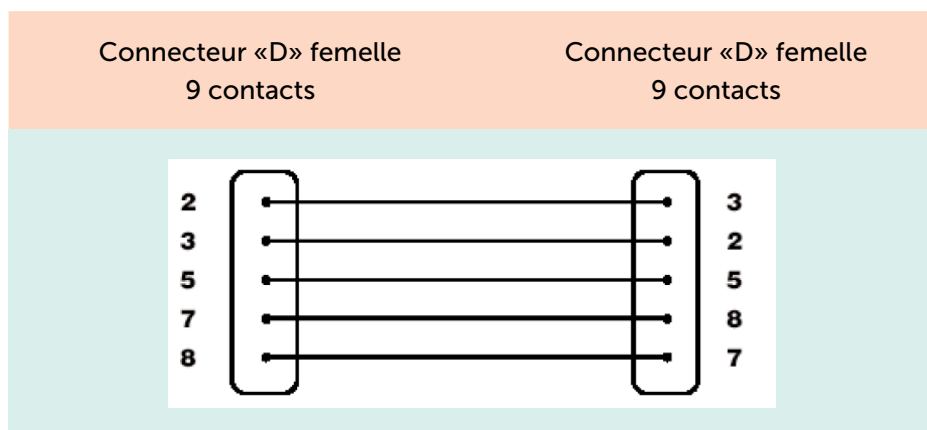 Connecteur «D» femelle
9 contacts
Connecteur «D» femelle
9 contacts
2 3
3 2
5 5
7 8
8 7